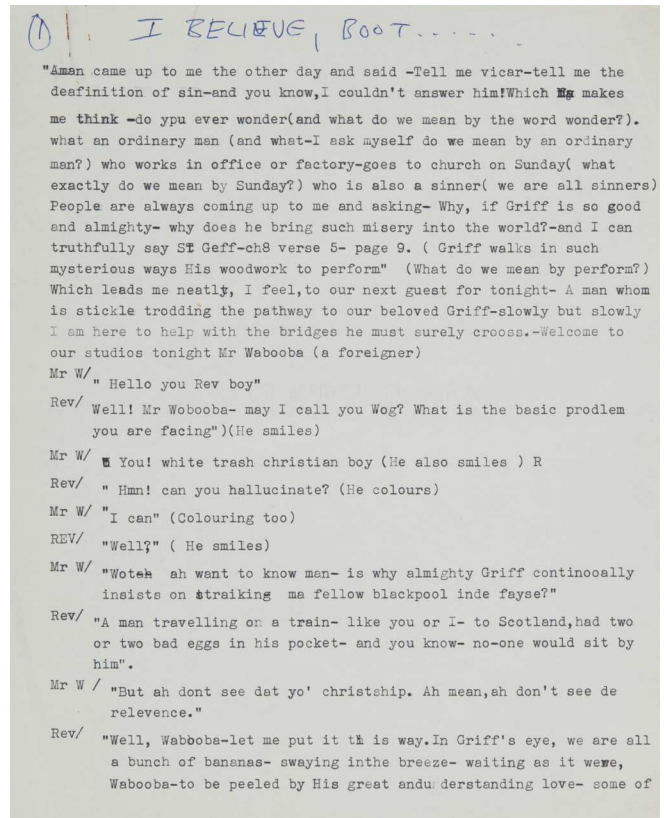 ① I BELIEVE, BOOT.....
"Aman came up to me the other day and said -Tell me vicar-tell me the
deafinition of sin-and you know,I couldn't answer him!Which makes
me think -do ypu ever wonder(and what do we mean by the word wonder?).
what an ordinary man (and what-I ask myself do we mean by an ordinary
man?) who works in office or factory-goes to church on Sunday( what
exactly do we mean by Sunday?) who is also a sinner( we are all sinners)
People are always coming up to me and asking- Why, if Griff is so good
and almighty- why does he bring such misery into the world?-and I can
truthfully say St Geff-ch8 verse 5- page 9. ( Griff walks in such
mysterious ways His woodwork to perform" (What do we mean by perform?)
Which leads me neatly, I feel,to our next guest for tonight- A man whom
is stickle trodding the pathway to our beloved Griff-slowly but slowly
I am here to help with the bridges he must surely crooss.-Welcome to
our studios tonight Mr Wabooba (a foreigner)
Mr W/ " Hello you Rev boy"
Rev/ Well! Mr Wobooba- may I call you Wog? What is the basic prodlem
you are facing")(He smiles)
Mr W/ You! white trash christian boy (He also smiles ) R
Rev/ " Hmn! can you hallucinate? (He colours)
Mr W/ "I can" (Colouring too)
REV/ "Well?" ( He smiles)
Mr W/ "Wot ah want to know man- is why almighty Griff continooally
insists on straiking ma fellow blackpool inde fayse?"
Rev/ "A man travelling on a train- like you or I- to Scotland,had two
or two bad eggs in his pocket- and you know- no-one would sit by
him".
Mr W / "But ah dont see dat yo' christship. Ah mean,ah don't see de
relevence."
Rev/ "Well, Wabooba-let me put it this way.In Griff's eye, we are all
a bunch of bananas- swaying inthe breeze- waiting as it were,
Wabooba-to be peeled by His great andunderstanding love- some of